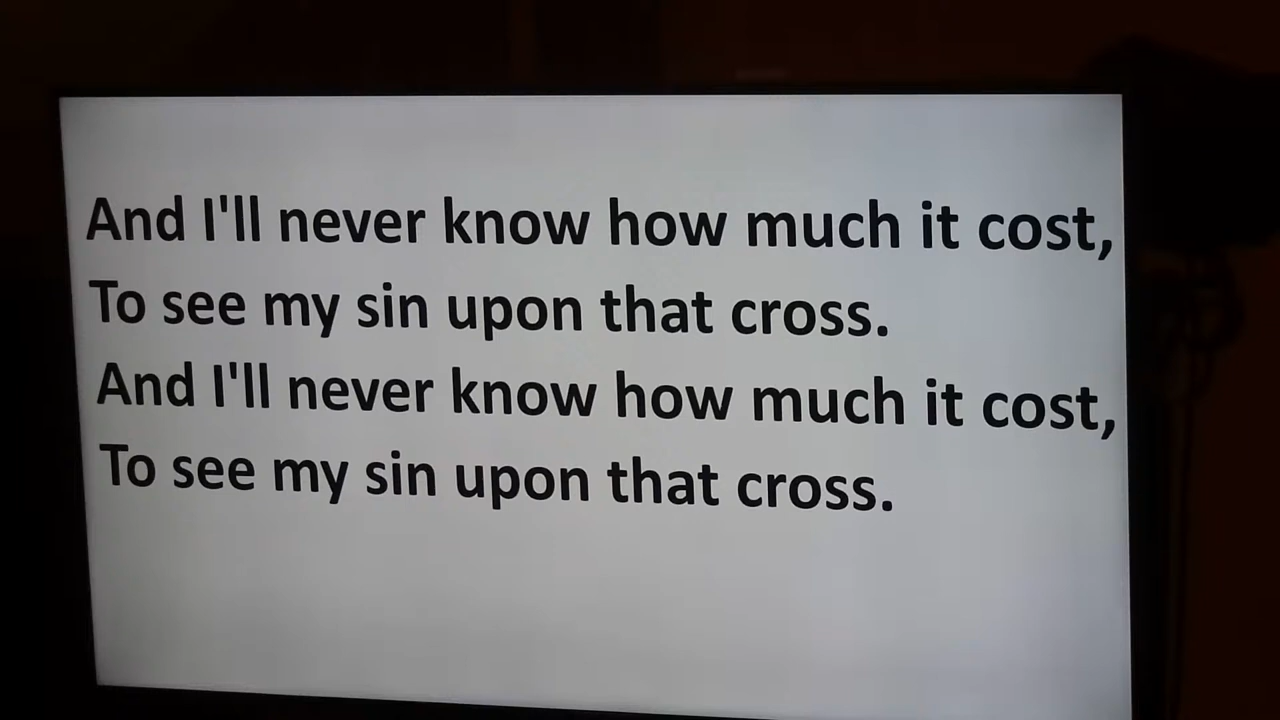 And I'll never know how much it cost,
To see my sin upon that cross.
And I'll never know how much it cost,
To see my sin upon that cross.